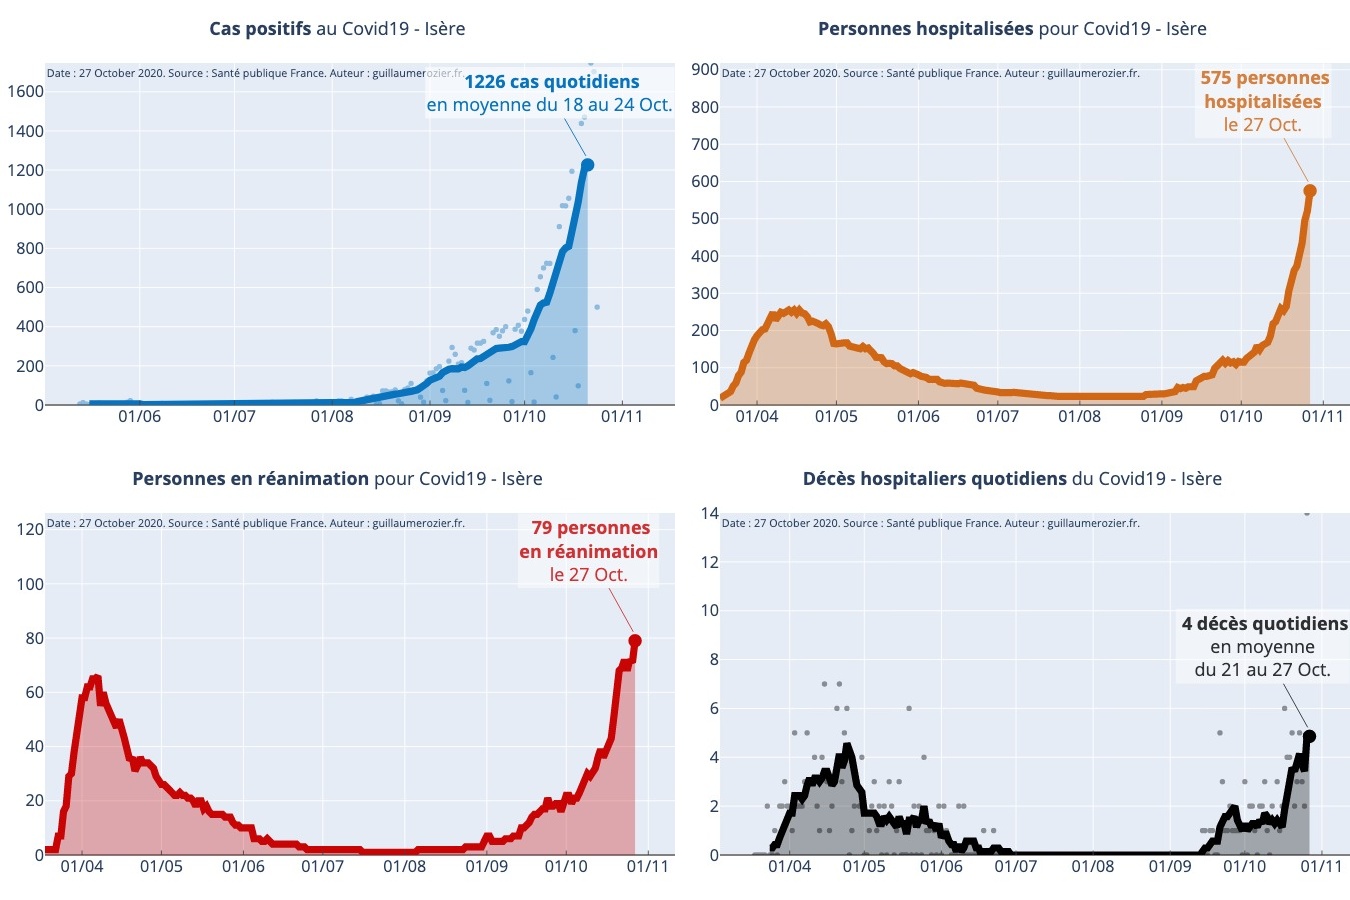 Cas positifs au Covid19 - Isère
Date : 27 October 2020. Source : Santé publique France. Auteur : guillaumerozier.fr.
1226 cas quotidiens
en moyenne du 18 au 24 Oct.
1600
1400
1200
1000
800
600
400
200
0
01/06 01/07 01/08 01/09 01/10 01/11
Personnes hospitalisées pour Covid19 - Isère
Date : 27 October 2020. Source : Santé publique France. Auteur : guillaumerozier.fr.
575 personnes
hospitalisées
le 27 Oct.
900
800
700
600
500
400
300
200
100
0
01/04 01/05 01/06 01/07 01/08 01/09 01/10 01/11
Personnes en réanimation pour Covid19 - Isère
Date : 27 October 2020. Source : Santé publique France. Auteur : guillaumerozier.fr.
79 personnes
en réanimation
le 27 Oct.
120
100
80
60
40
20
0
01/04 01/05 01/06 01/07 01/08 01/09 01/10 01/11
Décès hospitaliers quotidiens du Covid19 - Isère
Date : 27 October 2020. Source : Santé publique France. Auteur : guillaumerozier.fr.
4 décès quotidiens
en moyenne
du 21 au 27 Oct.
14
12
10
8
6
4
2
0
01/04 01/05 01/06 01/07 01/08 01/09 01/10 01/11